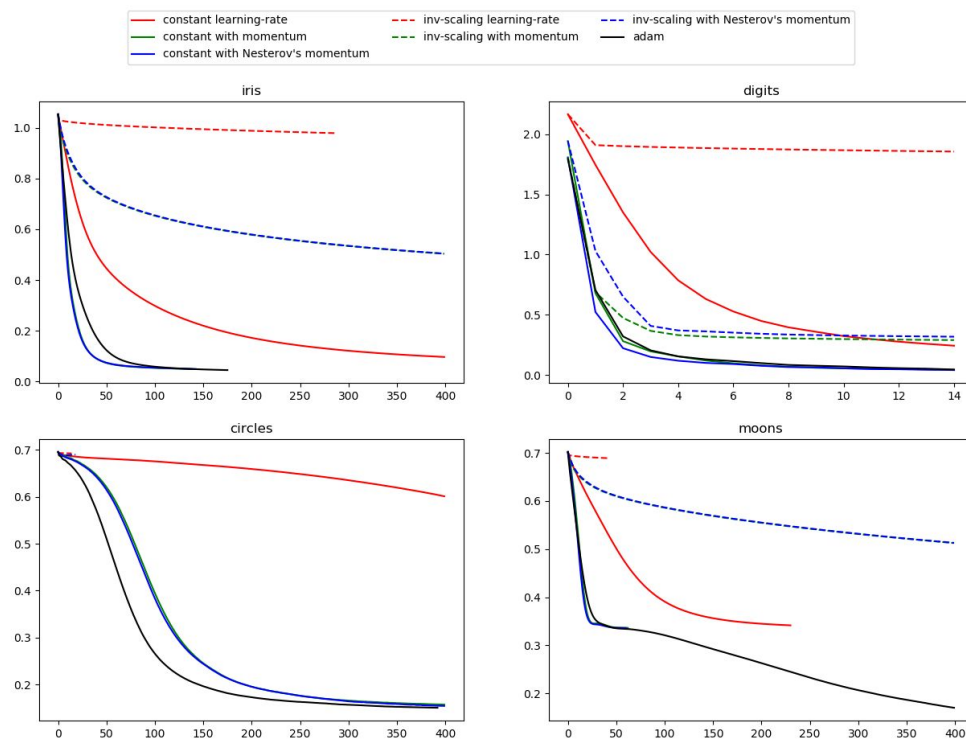 constant learning-rate
constant with momentum
constant with Nesterov's momentum
inv-scaling learning-rate
inv-scaling with momentum
inv-scaling with Nesterov's momentum
adam
iris
1.0
0.8
0.6
0.4
0.2
0.0
0 50 100 150 200 250 300 350 400
digits
2.0
1.5
1.0
0.5
0.0
0 2 4 6 8 10 12 14
circles
0.7
0.6
0.5
0.4
0.3
0.2
0 50 100 150 200 250 300 350 400
moons
0.7
0.6
0.5
0.4
0.3
0.2
0 50 100 150 200 250 300 350 400